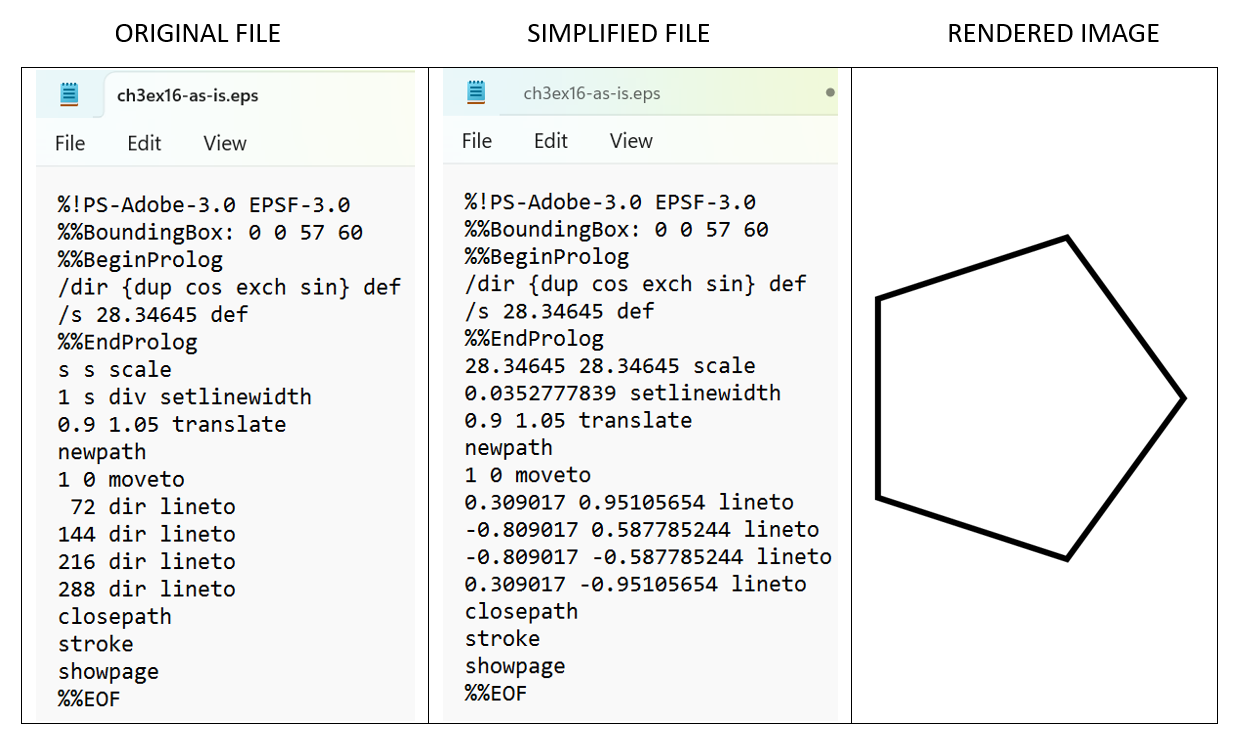 ORIGINAL FILE
SIMPLIFIED FILE
RENDERED IMAGE
ch3ex16-as-is.eps
File Edit View
%!PS-Adobe-3.0 EPSF-3.0
%%BoundingBox: 0 0 57 60
%%BeginProlog
/dir {dup cos exch sin} def
/s 28.34645 def
%%EndProlog
s s scale
1 s div setlinewidth
0.9 1.05 translate
newpath
1 0 moveto
 72 dir lineto
144 dir lineto
216 dir lineto
288 dir lineto
closepath
stroke
showpage
%%EOF
ch3ex16-as-is.eps
File Edit View
%!PS-Adobe-3.0 EPSF-3.0
%%BoundingBox: 0 0 57 60
%%BeginProlog
/dir {dup cos exch sin} def
/s 28.34645 def
%%EndProlog
28.34645 28.34645 scale
0.0352777839 setlinewidth
0.9 1.05 translate
newpath
1 0 moveto
0.309017 0.95105654 lineto
-0.809017 0.587785244 lineto
-0.809017 -0.587785244 lineto
0.309017 -0.95105654 lineto
closepath
stroke
showpage
%%EOF